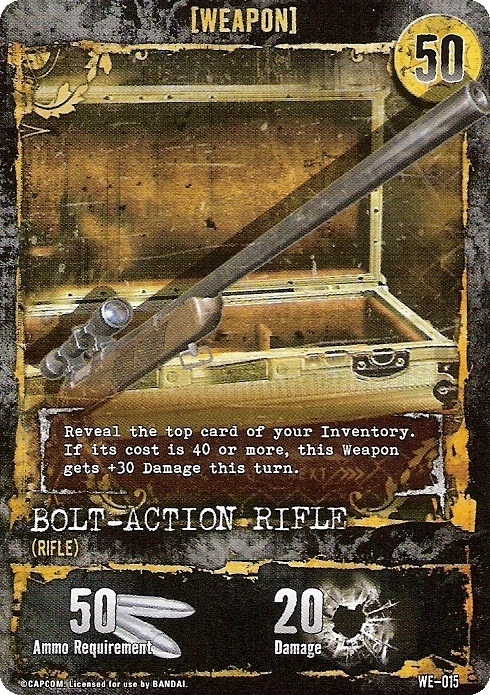 [WEAPON]
50
Reveal the top card of your Inventory.
If its cost is 40 or more, this Weapon
gets +30 Damage this turn.
BOLT-ACTION RIFLE
(RIFLE)
50
Ammo Requirement
20
Damage
©CAPCOM. Licensed for use by BANDAI.
WE-015